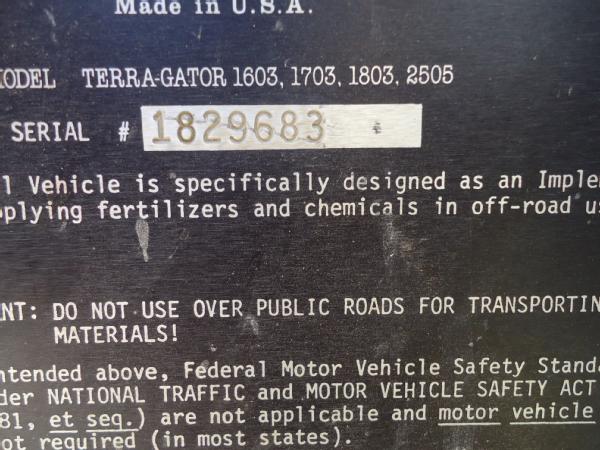 Made in U.S.A.
MODEL TERRA-GATOR 1603, 1703, 1803, 2505
SERIAL # 1829683
l Vehicle is specifically designed as an Imple
pplying fertilizers and chemicals in off-road us
NT: DO NOT USE OVER PUBLIC ROADS FOR TRANSPORTIN
MATERIALS!
ntended above, Federal Motor Vehicle Safety Standa
der NATIONAL TRAFFIC and MOTOR VEHICLE SAFETY ACT
81, et seq.) are not applicable and motor vehicle
ot required (in most states).